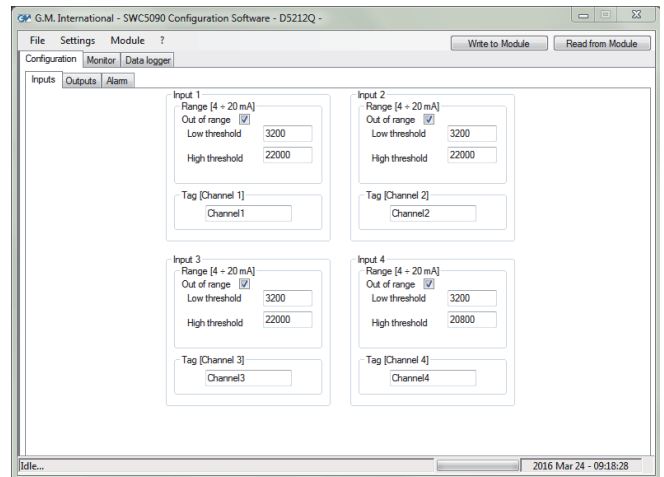 G.M. International - SWC5090 Configuration Software - D5212Q -
File Settings Module ?
Write to Module Read from Module
Configuration Monitor Data logger
Inputs Outputs Alarm
Input 1
Range [4 ÷ 20 mA]
Out of range
Low threshold 3200
High threshold 22000
Tag [Channel 1]
Channel1
Input 2
Range [4 ÷ 20 mA]
Out of range
Low threshold 3200
High threshold 22000
Tag [Channel 2]
Channel2
Input 3
Range [4 ÷ 20 mA]
Out of range
Low threshold 3200
High threshold 22000
Tag [Channel 3]
Channel3
Input 4
Range [4 ÷ 20 mA]
Out of range
Low threshold 3200
High threshold 20800
Tag [Channel 4]
Channel4
Idle... 2016 Mar 24 - 09:18:28